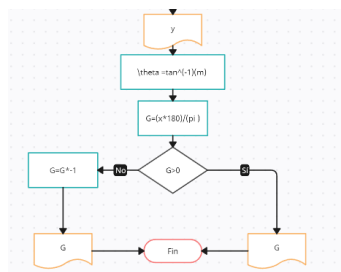 y
\theta =tan^(-1)(m)
G=(x*180)/(pi )
G>0
No
SI
G=G*-1
G
Fin
G